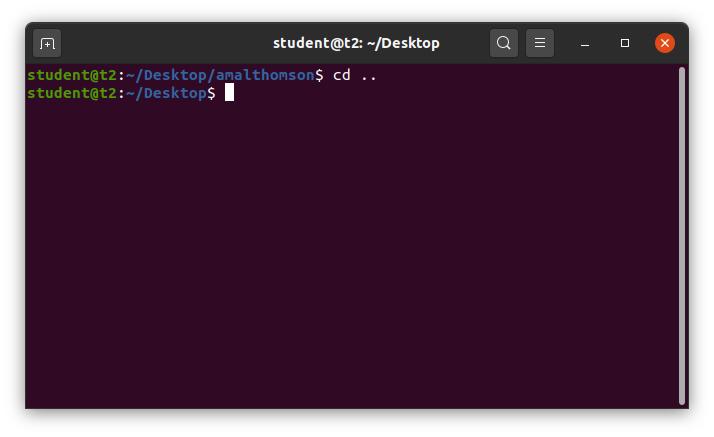 student@t2: ~/Desktop
student@t2:~/Desktop/amalthomson$ cd ..
student@t2:~/Desktop$